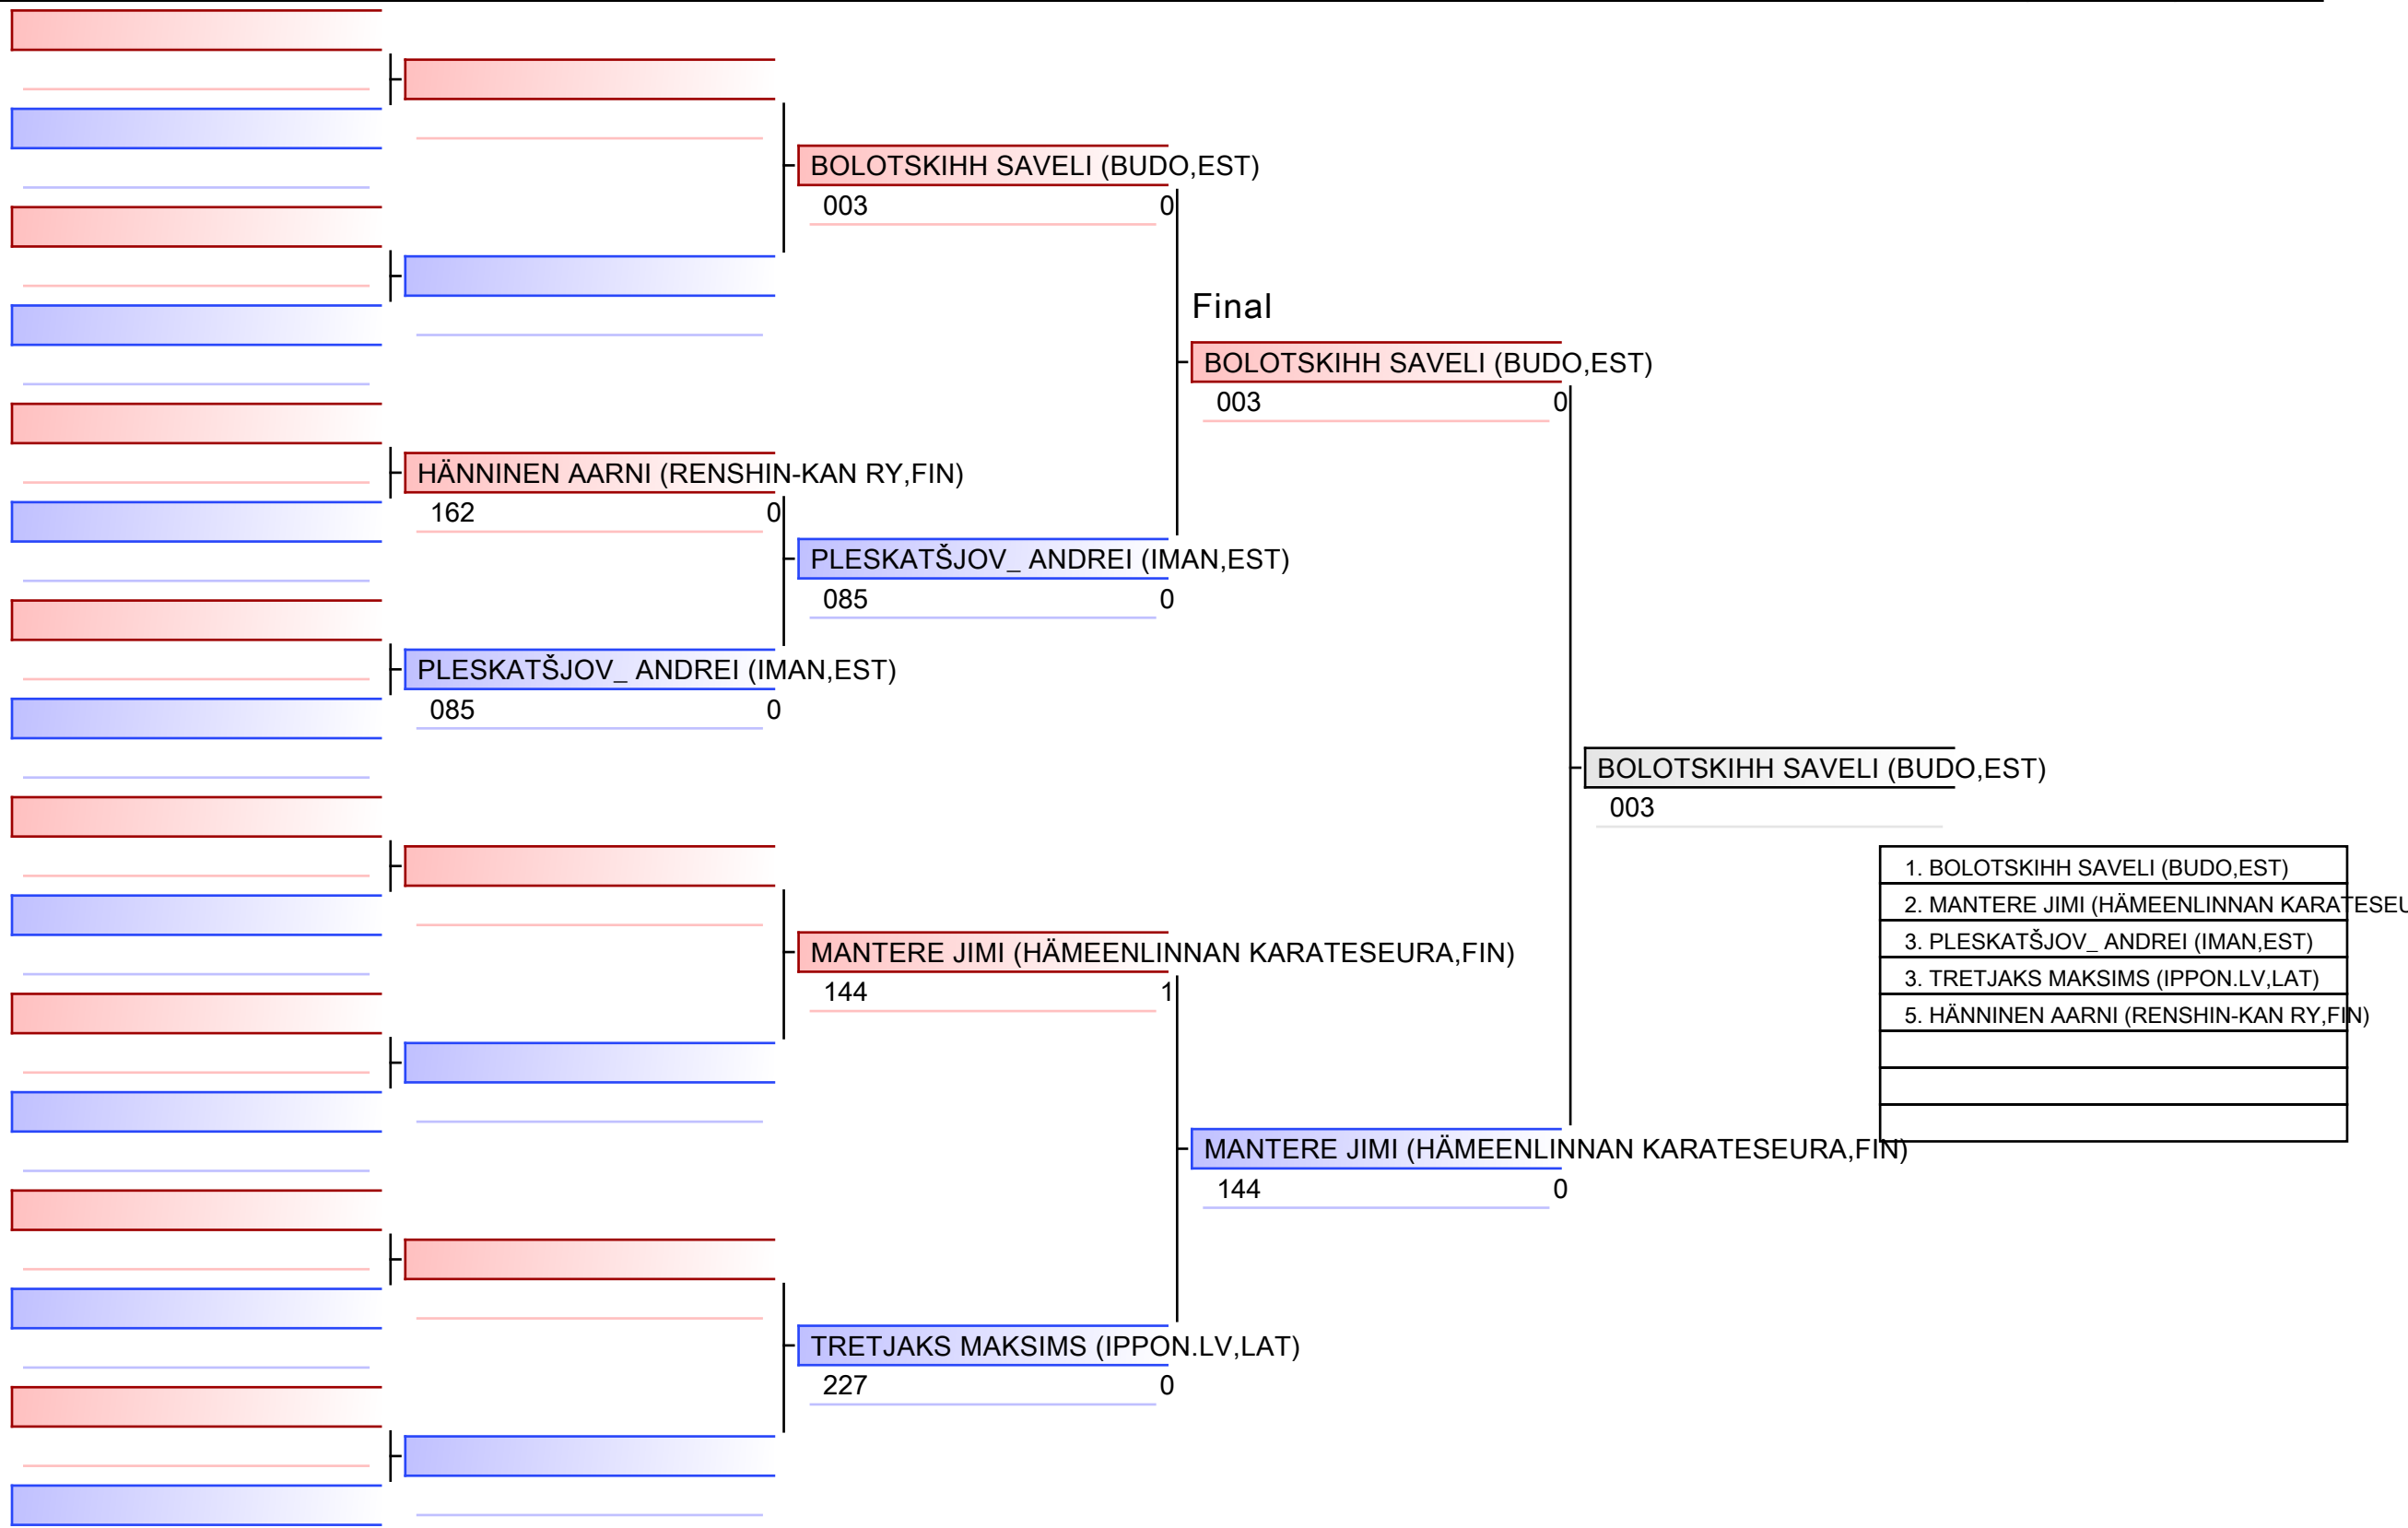 BOLOTSKIHH SAVELI (BUDO,EST)
003 0
Final
BOLOTSKIHH SAVELI (BUDO,EST)
003 0
HÄNNINEN AARNI (RENSHIN-KAN RY,FIN)
162 0
PLESKATŠJOV_ ANDREI (IMAN,EST)
085 0
PLESKATŠJOV_ ANDREI (IMAN,EST)
085 0
BOLOTSKIHH SAVELI (BUDO,EST)
003
1. BOLOTSKIHH SAVELI (BUDO,EST)
2. MANTERE JIMI (HÄMEENLINNAN KARATESEU
3. PLESKATŠJOV_ ANDREI (IMAN,EST)
3. TRETJAKS MAKSIMS (IPPON.LV,LAT)
5. HÄNNINEN AARNI (RENSHIN-KAN RY,FIN)
MANTERE JIMI (HÄMEENLINNAN KARATESEURA,FIN)
144 1
MANTERE JIMI (HÄMEENLINNAN KARATESEURA,FIN)
144 0
TRETJAKS MAKSIMS (IPPON.LV,LAT)
227 0